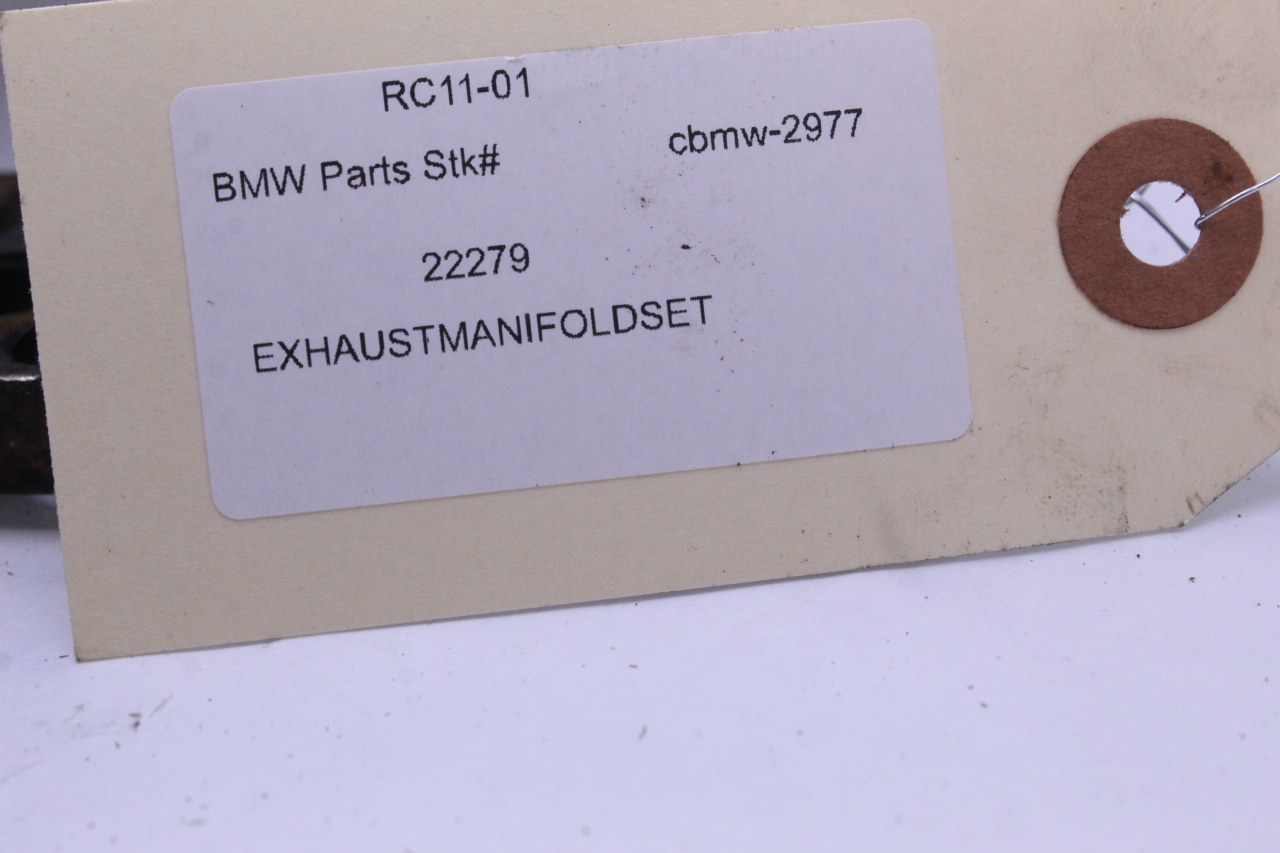 RC11-01
BMW Parts Stk# cbmw-2977
22279
EXHAUSTMANIFOLDSET